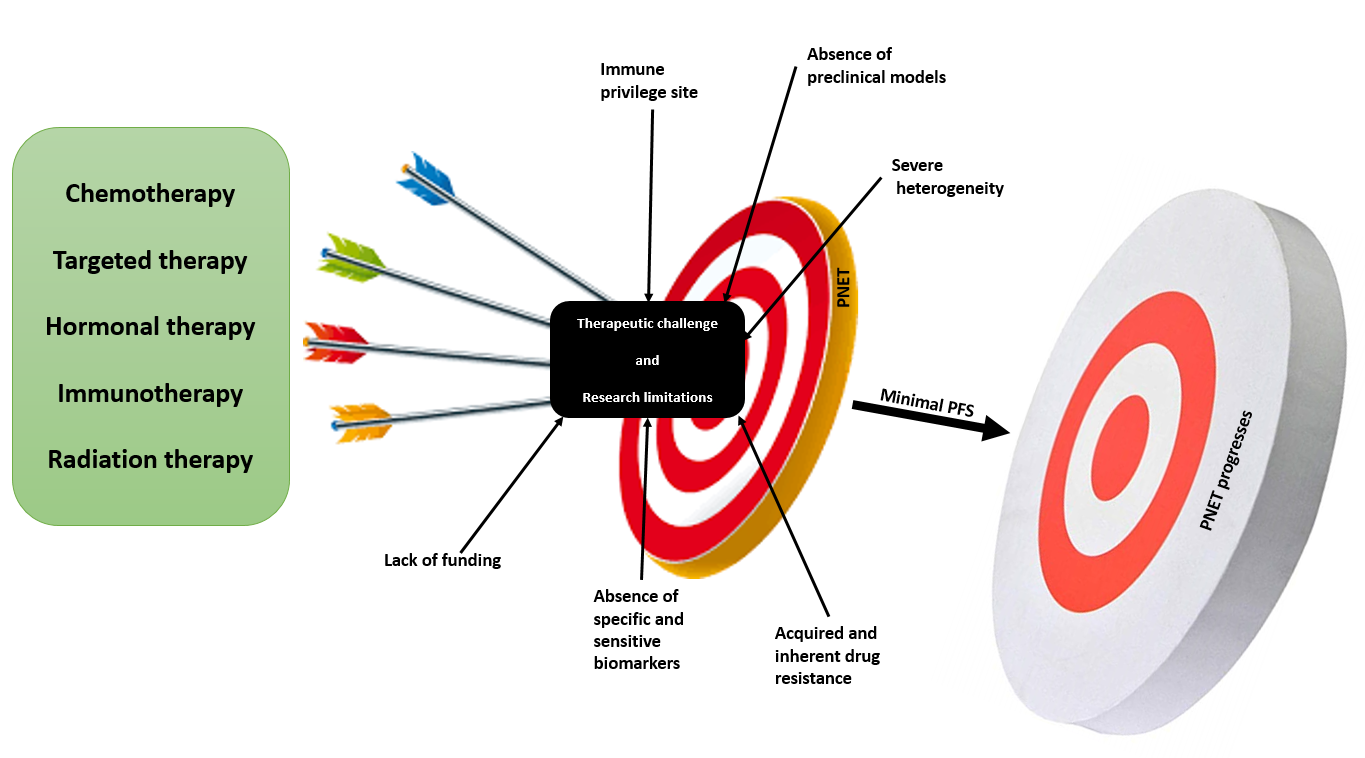 Chemotherapy
Targeted therapy
Hormonal therapy
Immunotherapy
Radiation therapy
Immune
privilege site
Absence of
preclinical models
Severe
heterogeneity
PNET
Therapeutic challenge
and
Research limitations
Minimal PFS
PNET progresses
Lack of funding
Absence of
specific and
sensitive
biomarkers
Acquired and
inherent drug
resistance